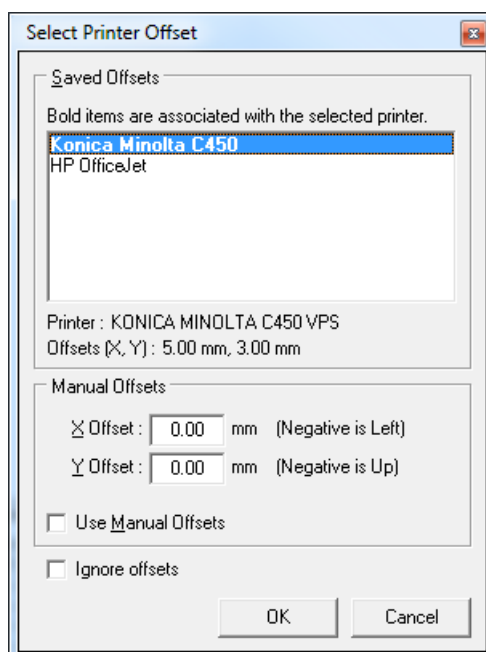 Select Printer Offset
Saved Offsets
Bold items are associated with the selected printer.
Konica Minolta C450
HP OfficeJet
Printer : KONICA MINOLTA C450 VPS
Offsets (X, Y) : 5.00 mm, 3.00 mm
Manual Offsets
X Offset : 0.00 mm (Negative is Left)
Y Offset : 0.00 mm (Negative is Up)
Use Manual Offsets
Ignore offsets
OK Cancel